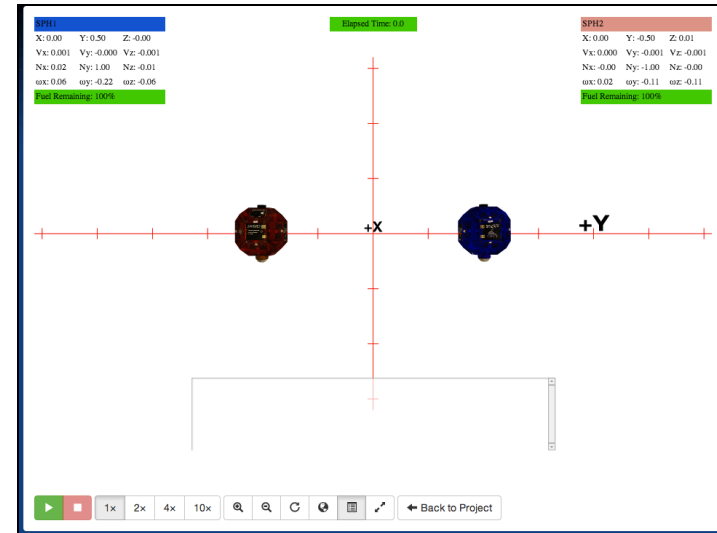 SPH1
X: 0.00 Y: 0.50 Z: -0.00
Vx: 0.001 Vy: -0.000 Vz: -0.001
Nx: 0.02 Ny: 1.00 Nz: -0.01
ωx: 0.06 ωy: -0.22 ωz: -0.06
Fuel Remaining: 100%
Elapsed Time: 0.0
SPH2
X: 0.00 Y: -0.50 Z: 0.01
Vx: 0.000 Vy: -0.001 Vz: -0.001
Nx: -0.00 Ny: -1.00 Nz: -0.00
ωx: 0.02 ωy: -0.11 ωz: -0.11
Fuel Remaining: 100%
+X
+Y
1x 2x 4x 10x Back to Project